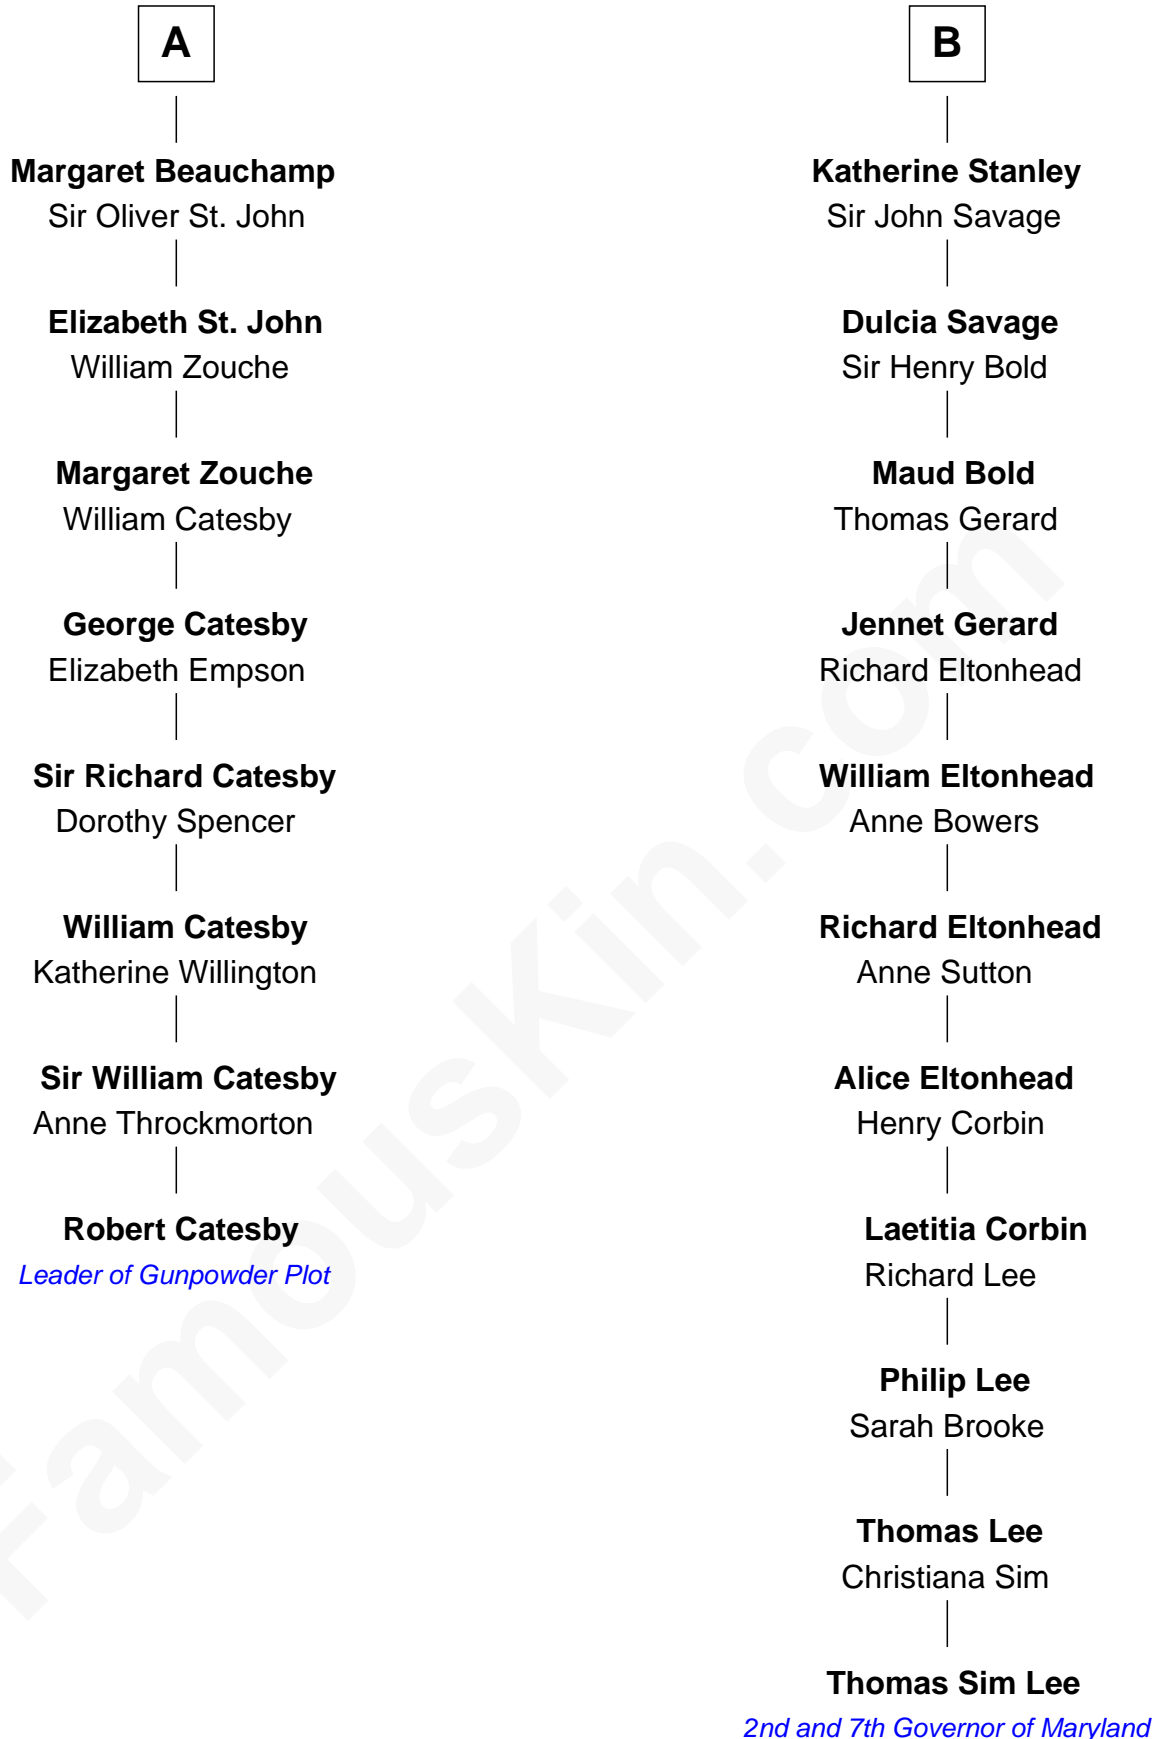 A
Margaret Beauchamp
Sir Oliver St. John
Elizabeth St. John
William Zouche
Margaret Zouche
William Catesby
George Catesby
Elizabeth Empson
Sir Richard Catesby
Dorothy Spencer
William Catesby
Katherine Willington
Sir William Catesby
Anne Throckmorton
Robert Catesby
Leader of Gunpowder Plot
B
Katherine Stanley
Sir John Savage
Dulcia Savage
Sir Henry Bold
Maud Bold
Thomas Gerard
Jennet Gerard
Richard Eltonhead
William Eltonhead
Anne Bowers
Richard Eltonhead
Anne Sutton
Alice Eltonhead
Henry Corbin
Laetitia Corbin
Richard Lee
Philip Lee
Sarah Brooke
Thomas Lee
Christiana Sim
Thomas Sim Lee
2nd and 7th Governor of Maryland
FamousKin.com